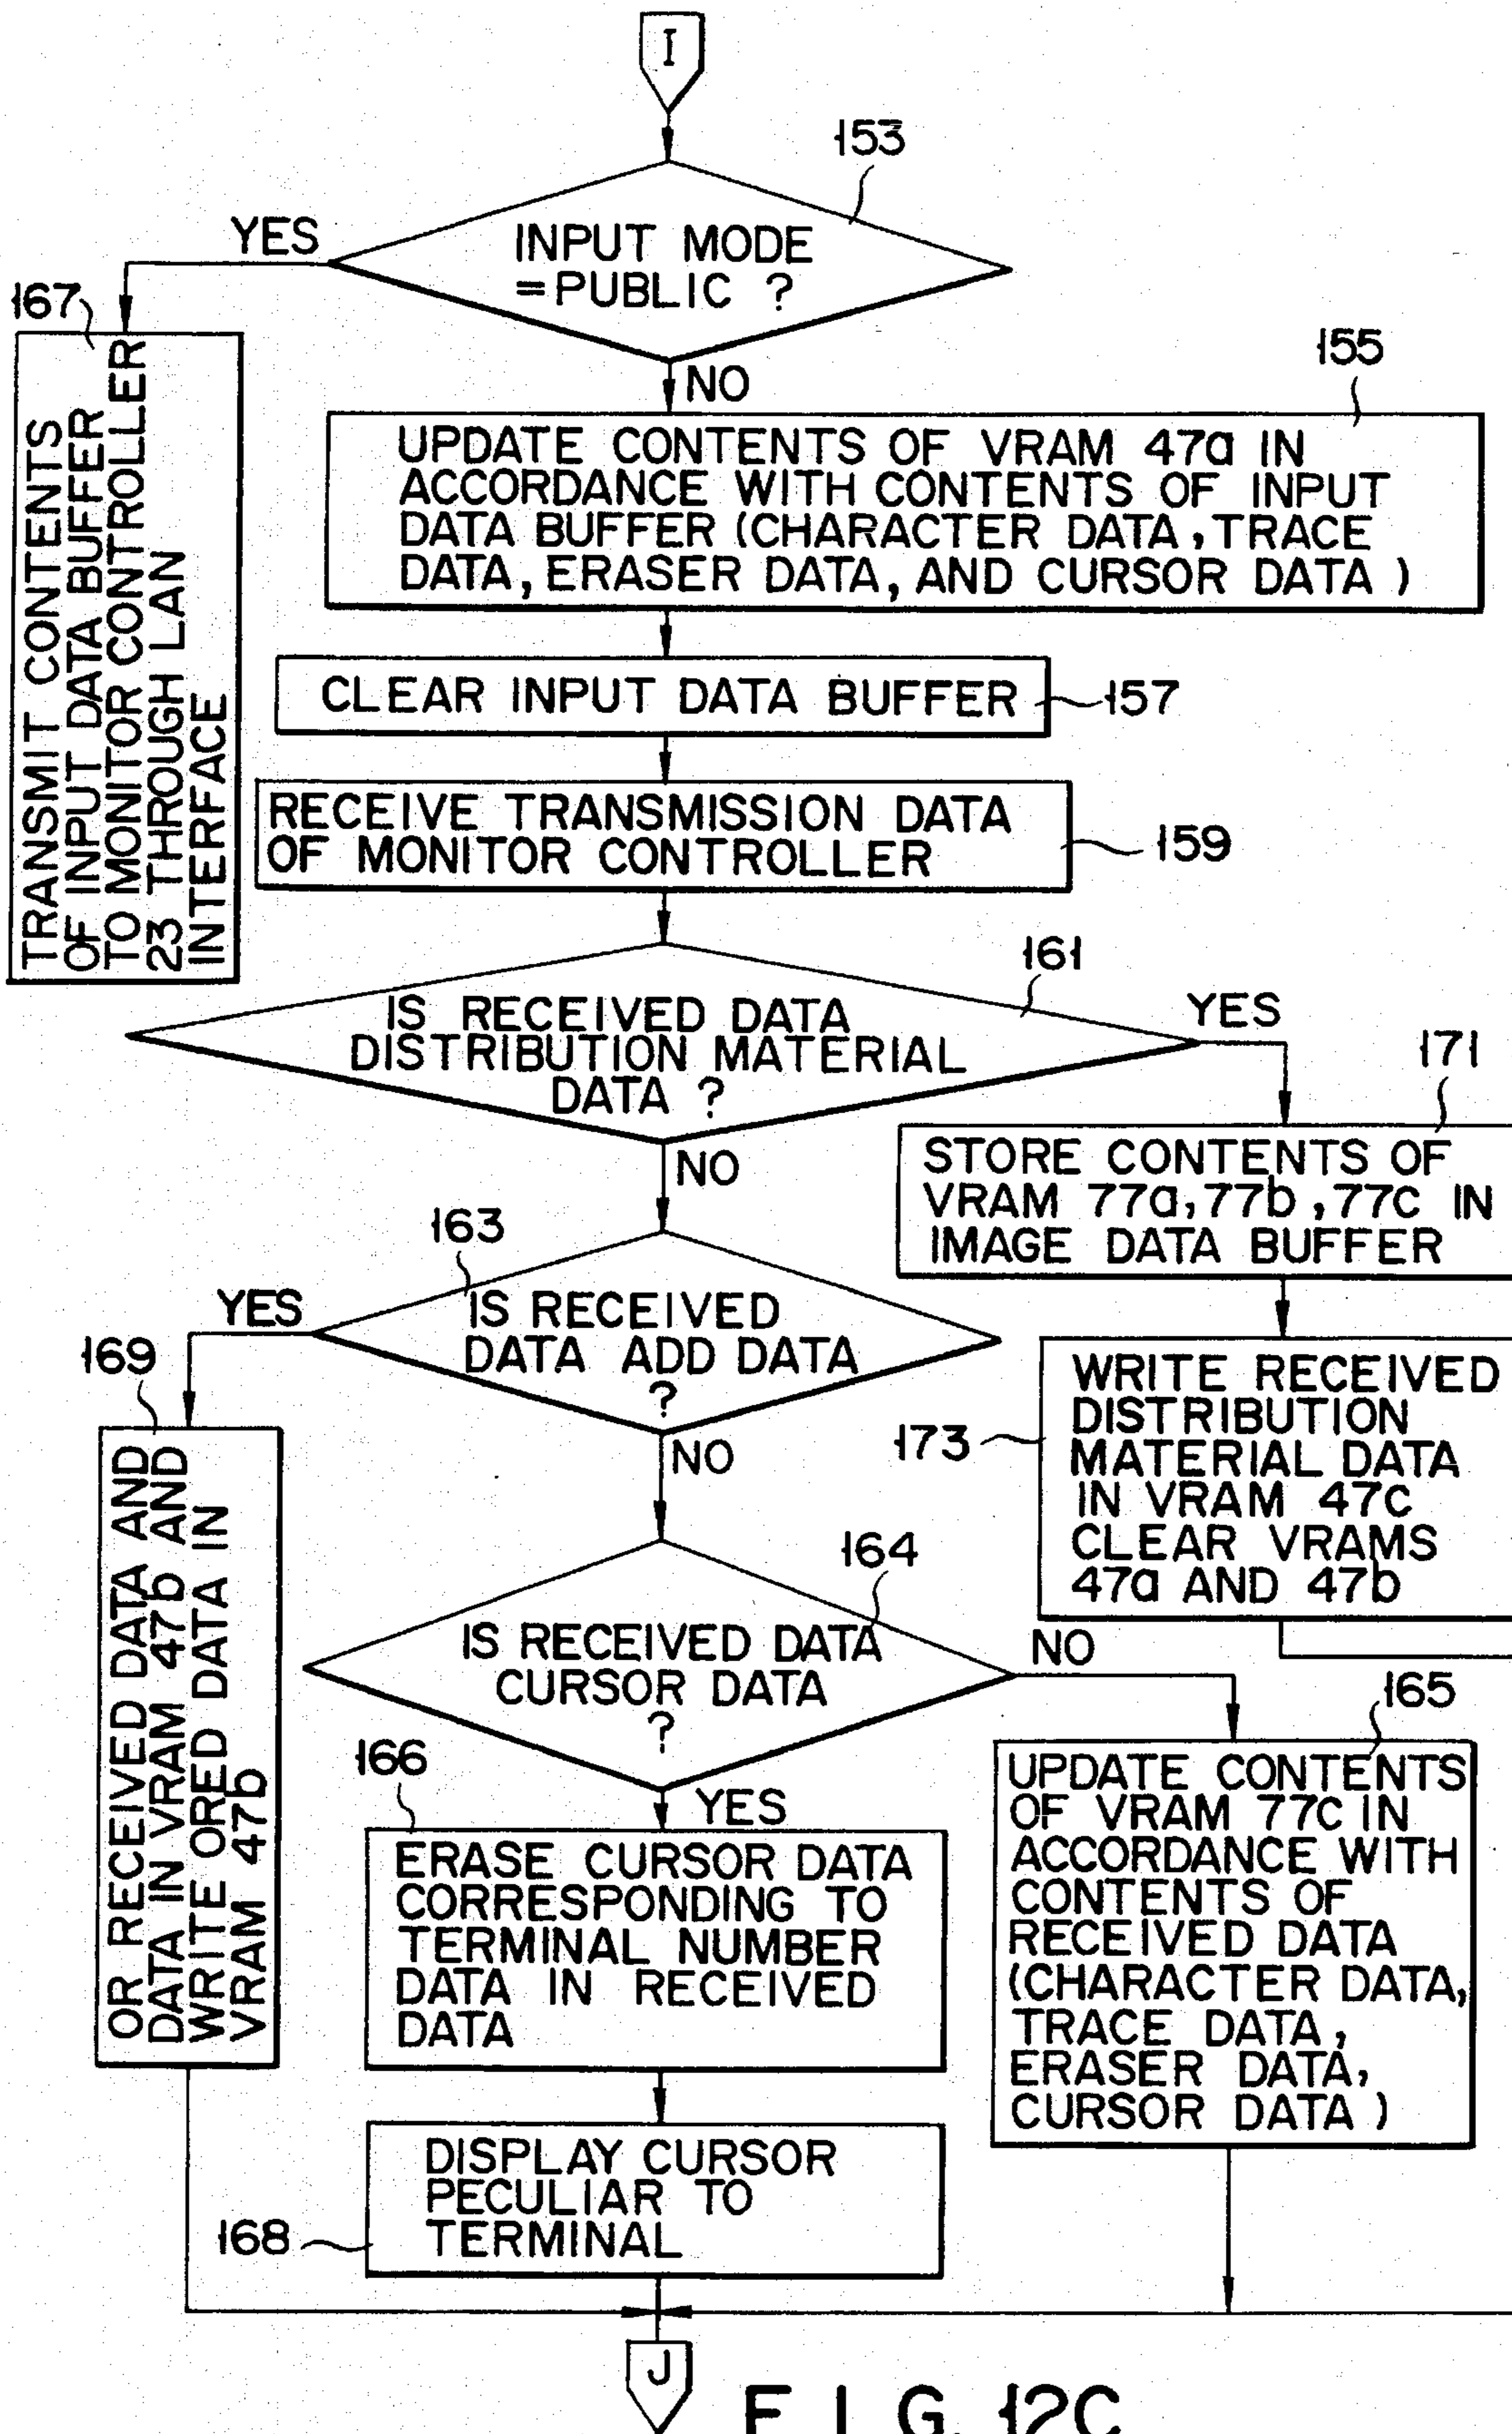 I
153
YES
INPUT MODE
=PUBLIC ?
167
NO
155
TRANSMIT CONTENTS
OF INPUT DATA BUFFER
TO MONITOR CONTROLLER
23 THROUGH LAN
INTERFACE
UPDATE CONTENTS OF VRAM 47a IN
ACCORDANCE WITH CONTENTS OF INPUT
DATA BUFFER (CHARACTER DATA, TRACE
DATA, ERASER DATA, AND CURSOR DATA )
CLEAR INPUT DATA BUFFER
157
RECEIVE TRANSMISSION DATA
OF MONITOR CONTROLLER
159
161
IS RECEIVED DATA
DISTRIBUTION MATERIAL
DATA ?
YES
171
NO
STORE CONTENTS OF
VRAM 77a, 77b, 77c IN
IMAGE DATA BUFFER
163
YES
IS RECEIVED
DATA ADD DATA
?
169
NO
173
WRITE RECEIVED
DISTRIBUTION
MATERIAL DATA
IN VRAM 47c
CLEAR VRAMS
47a AND 47b
OR RECEIVED DATA AND
DATA IN VRAM 47b AND
WRITE ORED DATA IN
VRAM 47b
164
IS RECEIVED DATA
CURSOR DATA
?
NO
165
166
YES
UPDATE CONTENTS
OF VRAM 77c IN
ACCORDANCE WITH
CONTENTS OF
RECEIVED DATA
(CHARACTER DATA,
TRACE DATA,
ERASER DATA,
CURSOR DATA )
ERASE CURSOR DATA
CORRESPONDING TO
TERMINAL NUMBER
DATA IN RECEIVED
DATA
DISPLAY CURSOR
PECULIAR TO
TERMINAL
168
J
F I G. 12C